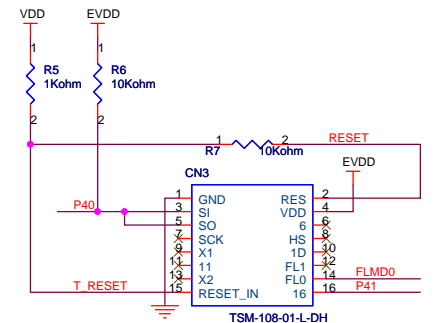 VDD EVDD
1 1
R5 R6
1Kohm 10Kohm
2 2
1 2 RESET
R7 10Kohm
EVDD
CN3
P40
1 GND RES 2
3 SI VDD 4
5 SO 6 6
7 SCK HS 8
9 X1 1D 10
11 11 FL1 12
13 X2 FL0 14 FLMD0
T_RESET 15 RESET_IN 16 16 P41
TSM-108-01-L-DH